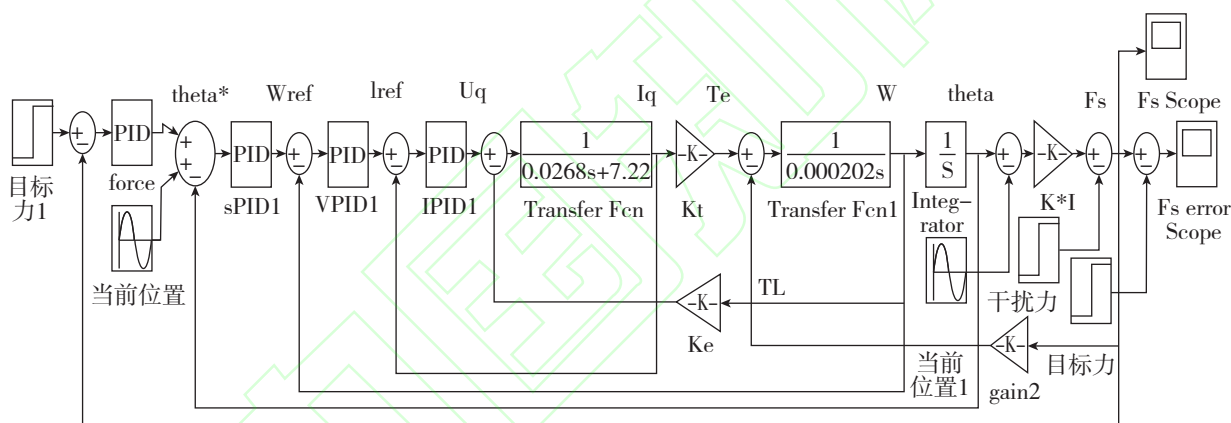 theta*
Wref
lref
Uq
Iq
Te
W
theta
Fs
Fs Scope
目标
力1
+
−
PID
force
+
+
−
PID
sPID1
+
−
PID
VPID1
+
−
PID
IPID1
+
−
1
0.0268s+7.22
Transfer Fcn
-K-
Kt
+
−
1
0.000202s
Transfer Fcn1
1
S
Integ-
rator
+
−
-K-
K*I
+
−
+
−
Fs error
Scope
当前位置
干扰力
-K-
Ke
TL
当前
位置1
-K-
gain2
目标力